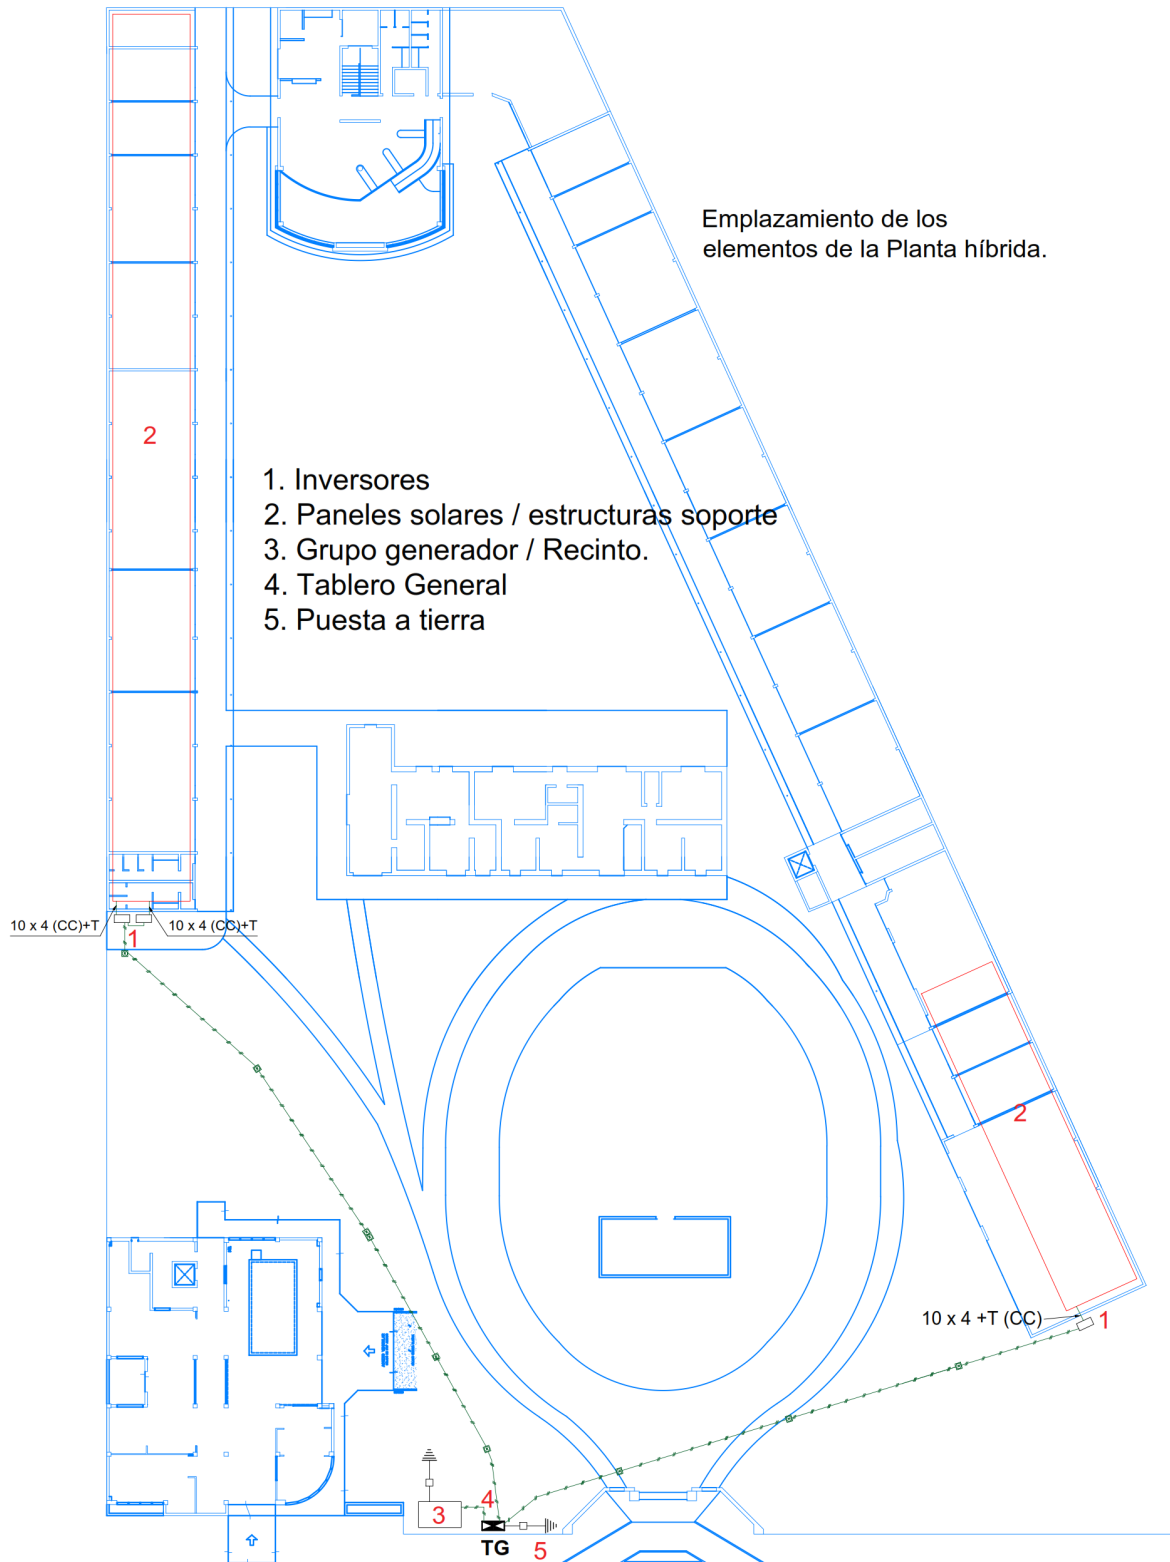 Emplazamiento de los
elementos de la Planta híbrida.
2
1. Inversores
2. Paneles solares / estructuras soporte
3. Grupo generador / Recinto.
4. Tablero General
5. Puesta a tierra
10 x 4 (CC)+T
10 x 4 (CC)+T
1
2
10 x 4 +T (CC)
1
4
3
TG
5